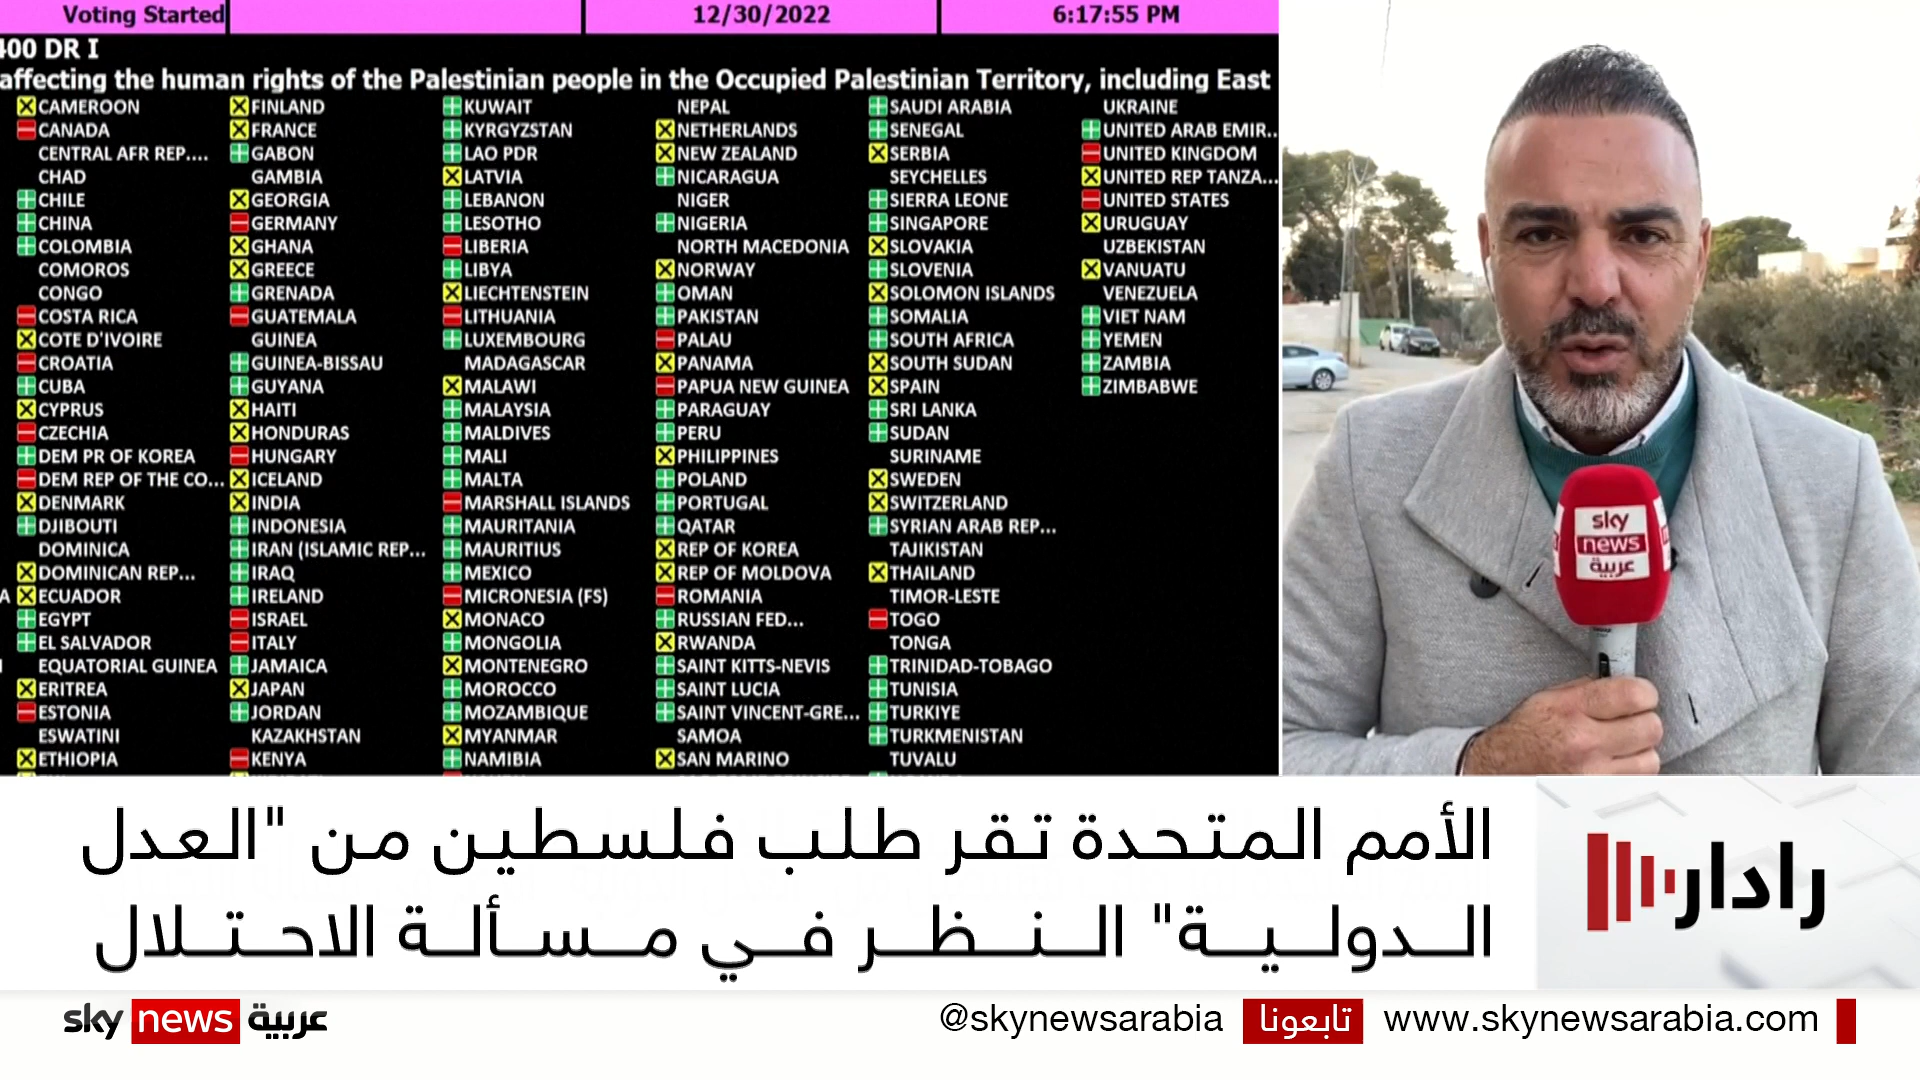 Voting Started 12/30/2022 6:17:55 PM
400 DR I
affecting the human rights of the Palestinian people in the Occupied Palestinian Territory, including East
CAMEROON FINLAND KUWAIT NEPAL SAUDI ARABIA UKRAINE
CANADA FRANCE KYRGYZSTAN NETHERLANDS SENEGAL UNITED ARAB EMIR..
CENTRAL AFR REP.... GABON LAO PDR NEW ZEALAND SERBIA UNITED KINGDOM
CHAD GAMBIA LATVIA NICARAGUA SEYCHELLES UNITED REP TANZA...
CHILE GEORGIA LEBANON NIGER SIERRA LEONE UNITED STATES
CHINA GERMANY LESOTHO NIGERIA SINGAPORE URUGUAY
COLOMBIA GHANA LIBERIA NORTH MACEDONIA SLOVAKIA UZBEKISTAN
COMOROS GREECE LIBYA NORWAY SLOVENIA VANUATU
CONGO GRENADA LIECHTENSTEIN OMAN SOLOMON ISLANDS VENEZUELA
COSTA RICA GUATEMALA LITHUANIA PAKISTAN SOMALIA VIET NAM
COTE D'IVOIRE GUINEA LUXEMBOURG PALAU SOUTH AFRICA YEMEN
CROATIA GUINEA-BISSAU MADAGASCAR PANAMA SOUTH SUDAN ZAMBIA
CUBA GUYANA MALAWI PAPUA NEW GUINEA SPAIN ZIMBABWE
CYPRUS HAITI MALAYSIA PARAGUAY SRI LANKA
CZECHIA HONDURAS MALDIVES PERU SUDAN
DEM PR OF KOREA HUNGARY MALI PHILIPPINES SURINAME
DEM REP OF THE CO... ICELAND MALTA POLAND SWEDEN
DENMARK INDIA MARSHALL ISLANDS PORTUGAL SWITZERLAND
DJIBOUTI INDONESIA MAURITANIA QATAR SYRIAN ARAB REP...
DOMINICA IRAN (ISLAMIC REP... MAURITIUS REP OF KOREA TAJIKISTAN
DOMINICAN REP... IRAQ MEXICO REP OF MOLDOVA THAILAND
A ECUADOR IRELAND MICRONESIA (FS) ROMANIA TIMOR-LESTE
EGYPT ISRAEL MONACO RUSSIAN FED... TOGO
EL SALVADOR ITALY MONGOLIA RWANDA TONGA
EQUATORIAL GUINEA JAMAICA MONTENEGRO SAINT KITTS-NEVIS TRINIDAD-TOBAGO
ERITREA JAPAN MOROCCO SAINT LUCIA TUNISIA
ESTONIA JORDAN MOZAMBIQUE SAINT VINCENT-GRE... TURKIYE
ESWATINI KAZAKHSTAN MYANMAR SAMOA TURKMENISTAN
ETHIOPIA KENYA NAMIBIA SAN MARINO TUVALU
sky
news
عربية
الأمم المتحدة تقر طلب فلسطين من "العدل
الدولية" النظر في مسألة الاحتلال
رادار
sky news عربية
@skynewsarabia تابعونا www.skynewsarabia.com